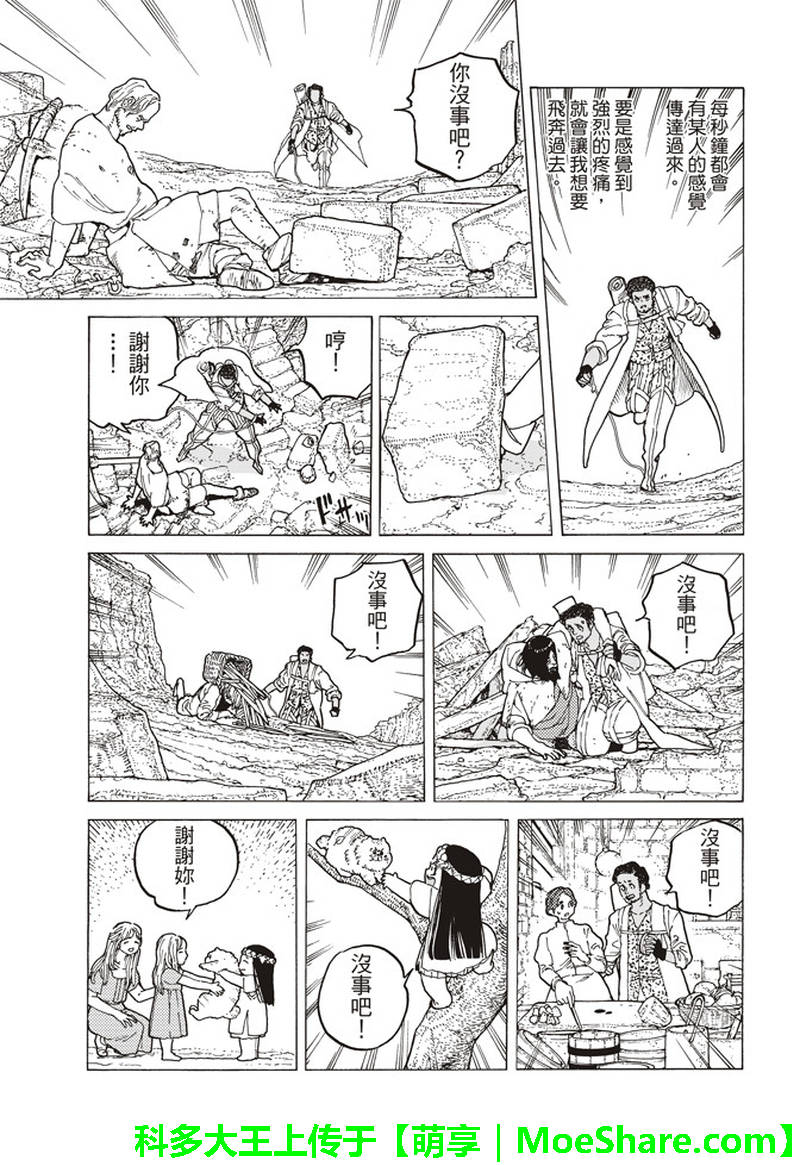 每秒鐘都會
有某人的感覺
傳達過來。
要是感覺到
強烈的疼痛，
就會讓我想要
飛奔過去。
你沒事吧？
哼！
謝謝你
…！
ドサッ
沒事吧！
沒事吧！
沒事吧！
沒事吧！
謝謝妳！
科多大王上传于【萌享 | MoeShare.com】